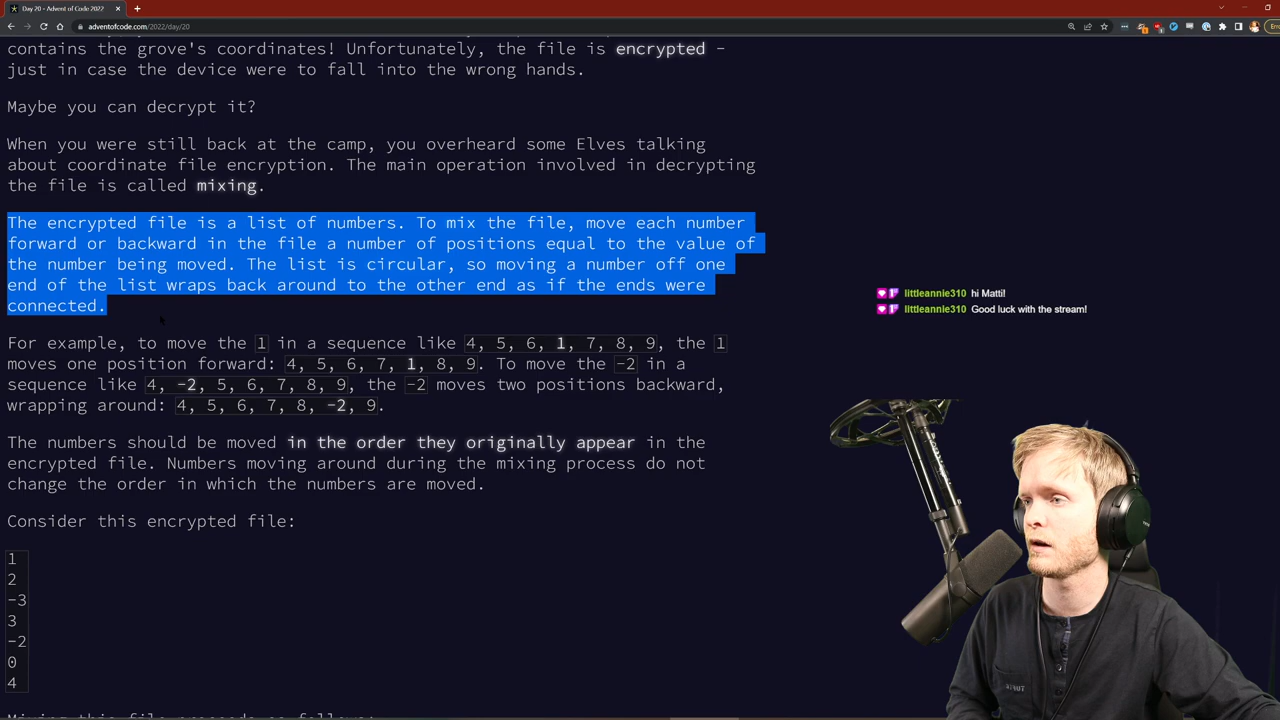 Day 20 - Advent of Code 2022
adventofcode.com/2022/day/20
contains the grove's coordinates! Unfortunately, the file is encrypted -
just in case the device were to fall into the wrong hands.
Maybe you can decrypt it?
When you were still back at the camp, you overheard some Elves talking
about coordinate file encryption. The main operation involved in decrypting
the file is called mixing.
The encrypted file is a list of numbers. To mix the file, move each number
forward or backward in the file a number of positions equal to the value of
the number being moved. The list is circular, so moving a number off one
end of the list wraps back around to the other end as if the ends were
connected.
littleannie310 hi Matti!
littleannie310 Good luck with the stream!
For example, to move the 1 in a sequence like 4, 5, 6, 1, 7, 8, 9, the 1
moves one position forward: 4, 5, 6, 7, 1, 8, 9. To move the -2 in a
sequence like 4, -2, 5, 6, 7, 8, 9, the -2 moves two positions backward,
wrapping around: 4, 5, 6, 7, 8, -2, 9.
The numbers should be moved in the order they originally appear in the
encrypted file. Numbers moving around during the mixing process do not
change the order in which the numbers are moved.
Consider this encrypted file:
1
2
-3
3
-2
0
4
Mixing this file proceeds as follows: